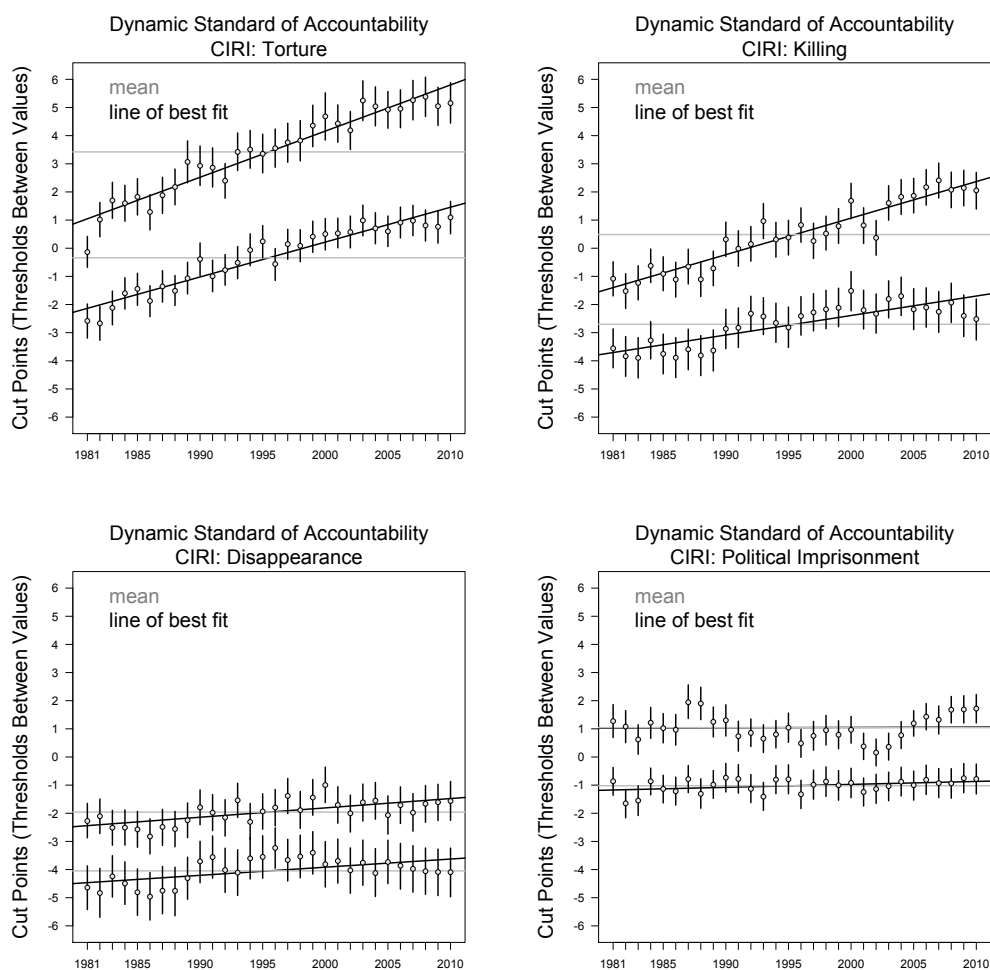 Dynamic Standard of Accountability
CIRI: Torture
Cut Points (Thresholds Between Values)
mean
line of best fit
6
5
4
3
2
1
0
-1
-2
-3
-4
-5
-6
1981 1985 1990 1995 2000 2005 2010
Dynamic Standard of Accountability
CIRI: Killing
Cut Points (Thresholds Between Values)
mean
line of best fit
6
5
4
3
2
1
0
-1
-2
-3
-4
-5
-6
1981 1985 1990 1995 2000 2005 2010
Dynamic Standard of Accountability
CIRI: Disappearance
Cut Points (Thresholds Between Values)
mean
line of best fit
6
5
4
3
2
1
0
-1
-2
-3
-4
-5
-6
1981 1985 1990 1995 2000 2005 2010
Dynamic Standard of Accountability
CIRI: Political Imprisonment
Cut Points (Thresholds Between Values)
mean
line of best fit
6
5
4
3
2
1
0
-1
-2
-3
-4
-5
-6
1981 1985 1990 1995 2000 2005 2010